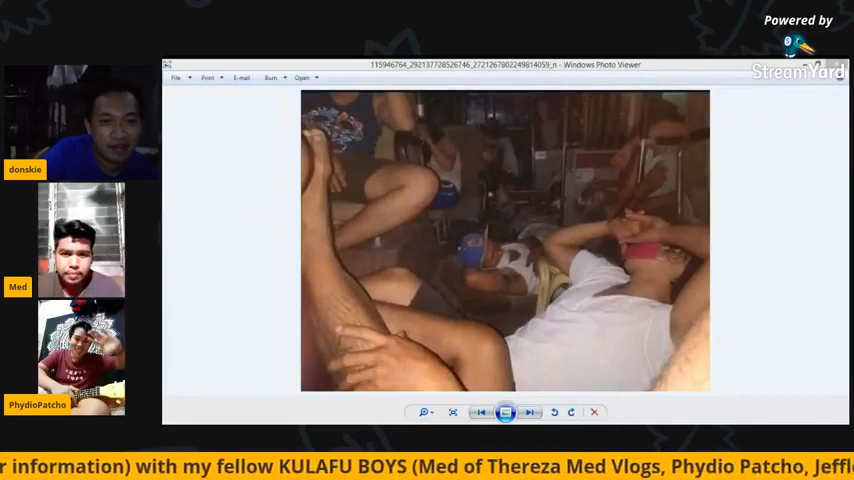 Powered by
StreamYard
115946764_292137728526746_2721267802249814059_n - Windows Photo Viewer
File Print E-mail Burn Open
donskie
Med
PhydioPatcho
r information) with my fellow KULAFU BOYS (Med of Thereza Med Vlogs, Phydio Patcho, Jeffle